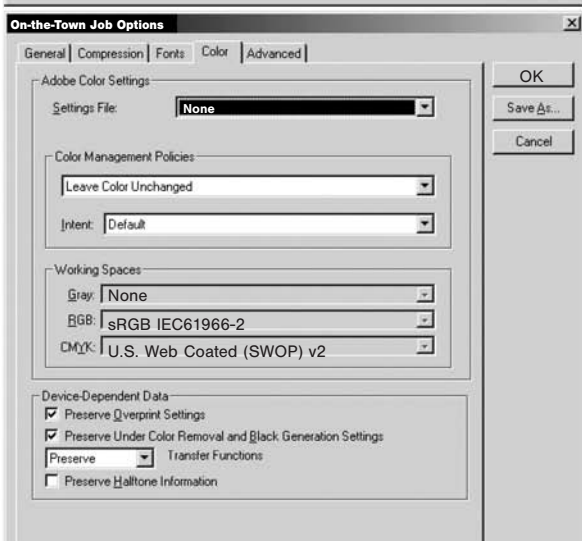 On-the-Town Job Options
General Compression Fonts Color Advanced
Adobe Color Settings
Settings File: None
OK
Save As...
Cancel
Color Management Policies
Leave Color Unchanged
Intent: Default
Working Spaces
Gray: None
RGB: sRGB IEC61966-2
CMYK: U.S. Web Coated (SWOP) v2
Device-Dependent Data
Preserve Overprint Settings
Preserve Under Color Removal and Black Generation Settings
Preserve Transfer Functions
Preserve Halftone Information